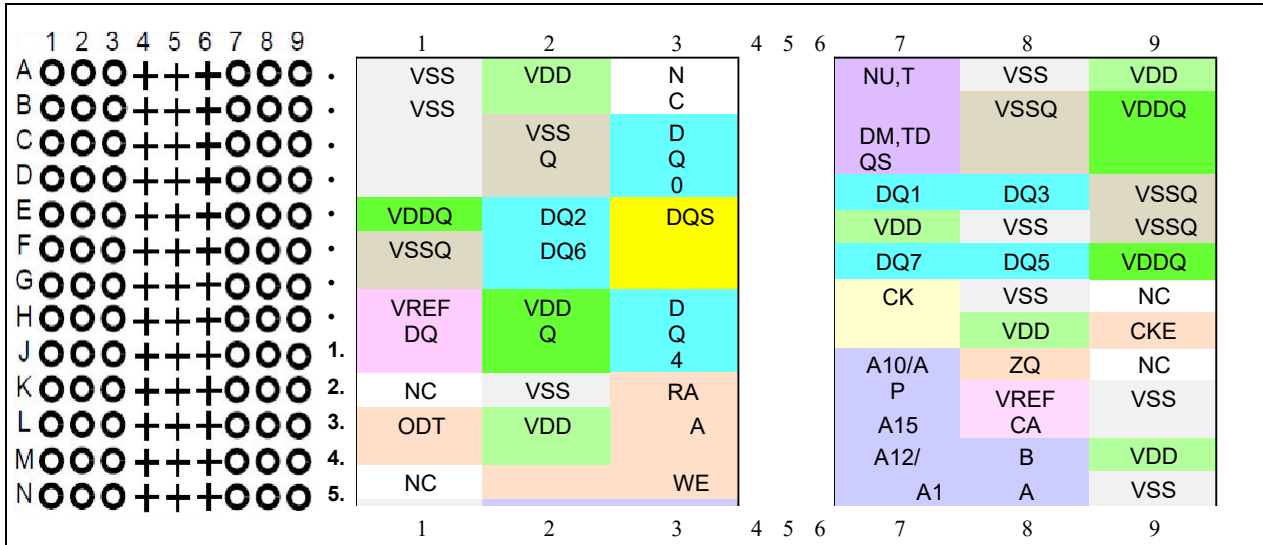 1 2 3 4 5 6 7 8 9
A
B
C
D
E
F
G
H
J 1.
K 2.
L 3.
M 4.
N 5.
1 2 3 4 5 6 7 8 9
VSS VDD N
C
VSS
VSS
Q
D
Q
0
VDDQ DQ2 DQS
VSSQ DQ6
VREF
DQ
VDD
Q
D
Q
4
NC VSS RA
ODT VDD A
NC WE
NU,T VSS VDD
VSSQ VDDQ
DM,TD
QS
DQ1 DQ3 VSSQ
VDD VSS VSSQ
DQ7 DQ5 VDDQ
CK VSS NC
VDD CKE
A10/A
P
ZQ NC
VREF
CA
VSS
A15
A12/ B VDD
A1 A VSS
1 2 3 4 5 6 7 8 9